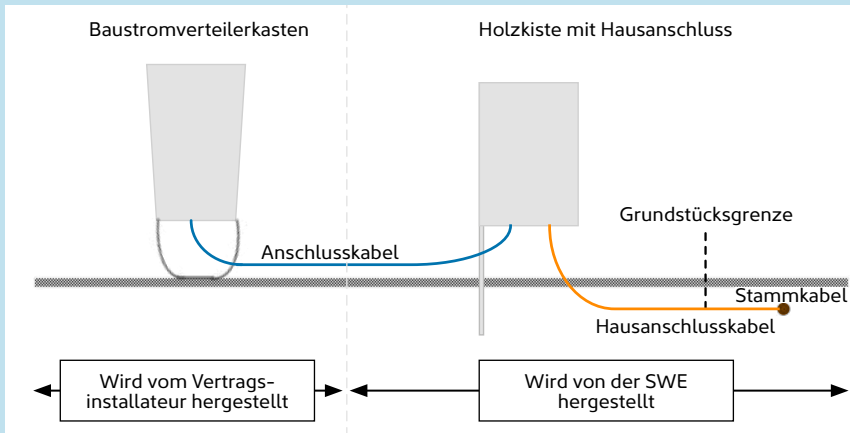 Baustromverteilerkasten
Holzkiste mit Hausanschluss
Grundstücksgrenze
Anschlusskabel
Stammkabel
Hausanschlusskabel
Wird vom Vertrags-
installateur hergestellt
Wird von der SWE
hergestellt